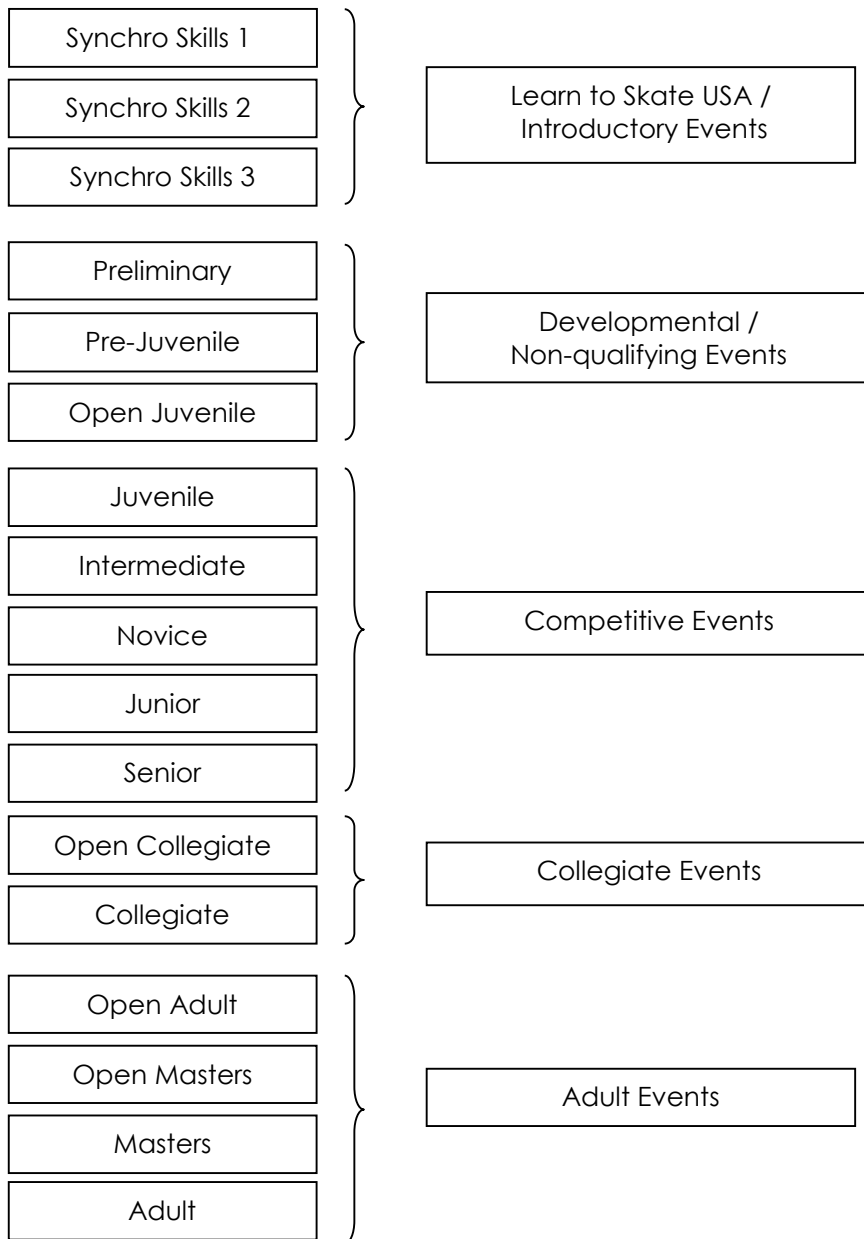 Synchro Skills 1
Synchro Skills 2
Synchro Skills 3
Learn to Skate USA /
Introductory Events
Preliminary
Pre-Juvenile
Open Juvenile
Developmental /
Non-qualifying Events
Juvenile
Intermediate
Novice
Junior
Senior
Competitive Events
Open Collegiate
Collegiate
Collegiate Events
Open Adult
Open Masters
Masters
Adult
Adult Events